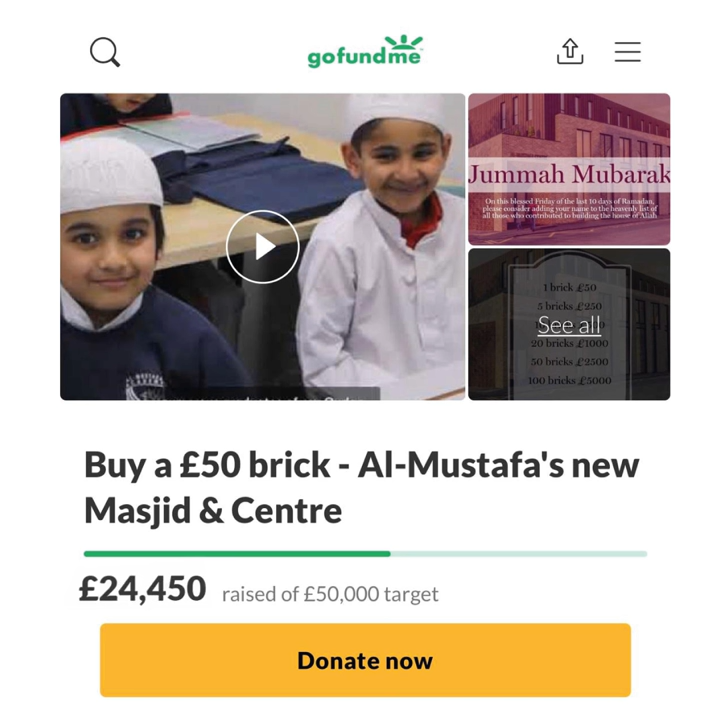 gofundme
Jummah Mubarak
On this blessed Friday of the last 10 days of Ramadan,
please consider adding your name to the heavenly list of
all those who contributed to building the house of Allah
1 brick £50
5 bricks £250
See all
20 bricks £1000
50 bricks £2500
100 bricks £5000
Buy a £50 brick - Al-Mustafa's new
Masjid & Centre
£24,450 raised of £50,000 target
Donate now